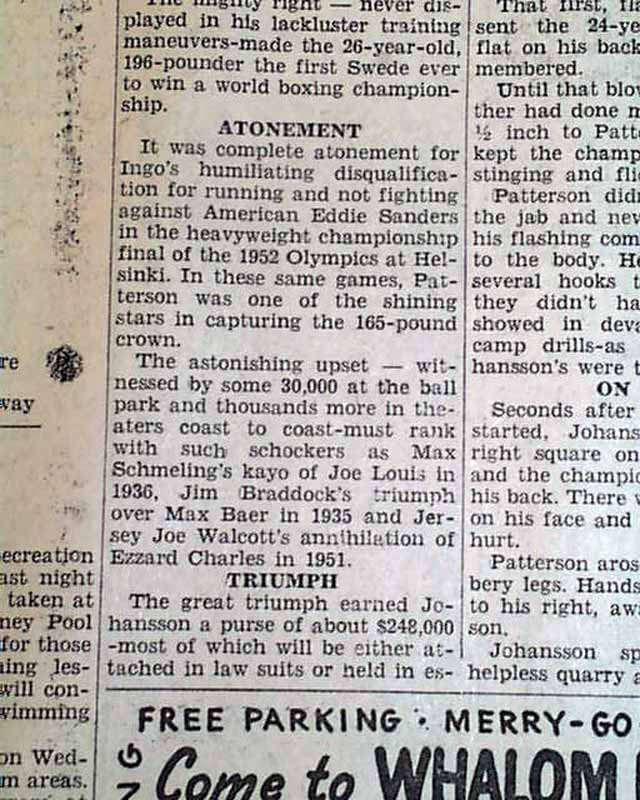 The mighty right — never dis-
played in his lackluster training
maneuvers-made the 26-year-old,
196-pounder the first Swede ever
to win a world boxing champion-
ship.
ATONEMENT
It was complete atonement for
Ingo's humiliating disqualifica-
tion for running and not fighting
against American Eddie Sanders
in the heavyweight championship
final of the 1952 Olympics at Hel-
sinki. In these same games, Pat-
terson was one of the shining
stars in capturing the 165-pound
crown.
The astonishing upset — wit-
nessed by some 30,000 at the ball
park and thousands more in the-
aters coast to coast-must rank
with such shockers as Max
Schmeling's kayo of Joe Louis in
1936, Jim Braddock's triumph
over Max Baer in 1935 and Jer-
sey Joe Walcott's annihilation of
Ezzard Charles in 1951.
TRIUMPH
The great triumph earned Jo-
hansson a purse of about $248,000
-most of which will be either at-
tached in law suits or held in es-
That first, fl
sent the 24-ye
flat on his back
membered.
Until that blow
ther had done m
½ inch to Patte
kept the champ
stinging and fli
Patterson didn
the jab and nev
his flashing com
to the body. He
several hooks t
they didn't ha
showed in deva
camp drills-as
hansson's were t
ON
Seconds after
started, Johans
right square on
and the champio
his back. There w
on his face and
hurt.
Patterson aros
bery legs. Hands
to his right, aw
son.
Johansson sp
helpless quarry a
re
way
ecreation
ast night
taken at
ney Pool
for those
ning les-
will con-
wimming
on Wed-
m areas.
FREE PARKING · MERRY-GO
Come to WHALOM